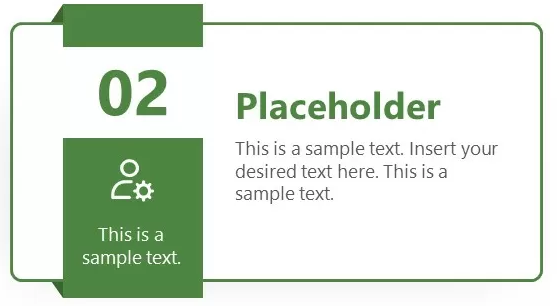 02
This is a
sample text.
Placeholder
This is a sample text. Insert your
desired text here. This is a
sample text.